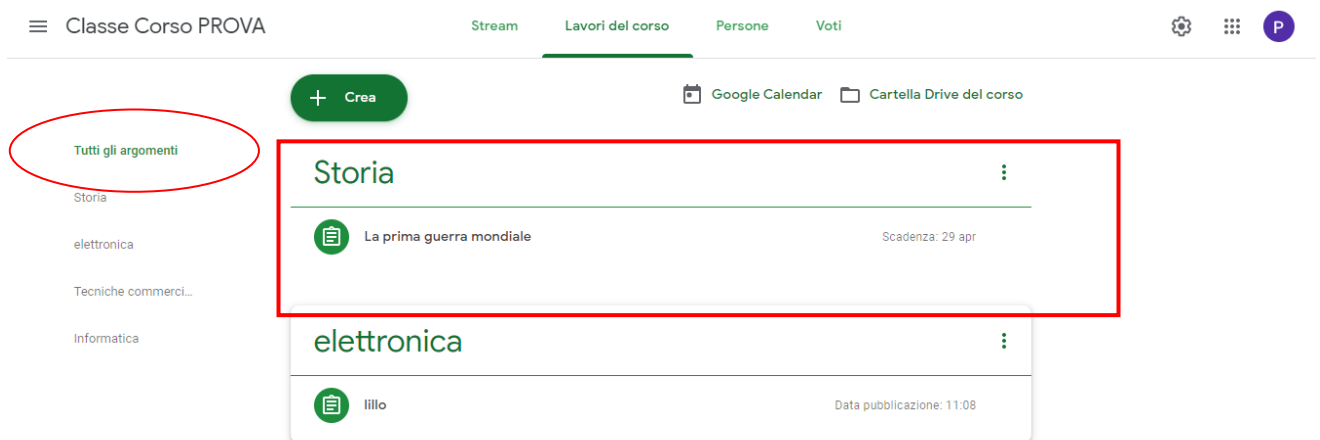 Classe Corso PROVA Stream Lavori del corso Persone Voti P
+ Crea Google Calendar Cartella Drive del corso
Tutti gli argomenti
Storia
elettronica
Tecniche commerci...
Informatica
Storia
La prima guerra mondiale Scadenza: 29 apr
elettronica
lillo Data pubblicazione: 11:08